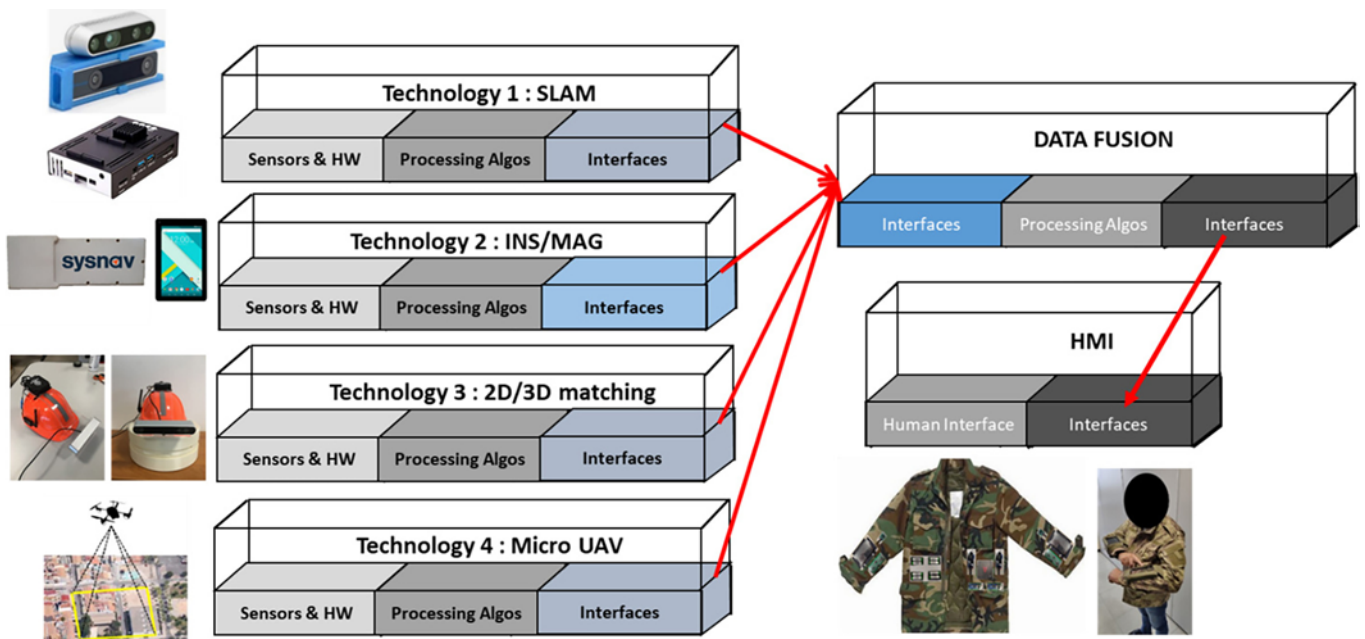 Technology 1 : SLAM
Sensors & HW
Processing Algos
Interfaces
sysnav
Technology 2 : INS/MAG
Sensors & HW
Processing Algos
Interfaces
Technology 3 : 2D/3D matching
Sensors & HW
Processing Algos
Interfaces
Technology 4 : Micro UAV
Sensors & HW
Processing Algos
Interfaces
DATA FUSION
Interfaces
Processing Algos
Interfaces
HMI
Human Interface
Interfaces